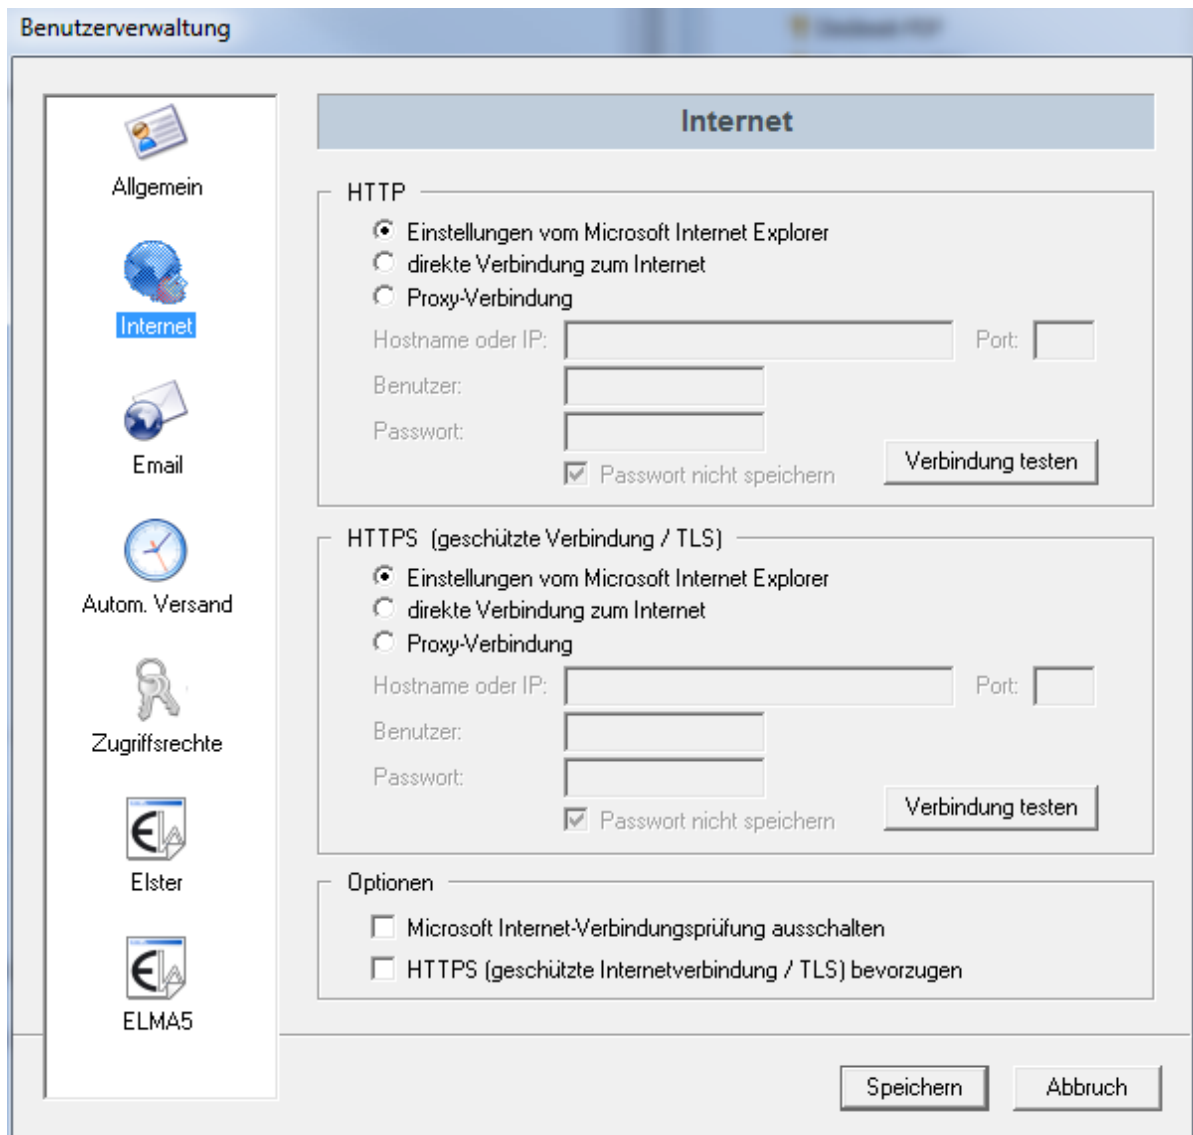 Benutzerverwaltung
Allgemein
Internet
Email
Autom. Versand
Zugriffsrechte
Elster
ELMA5
Internet
HTTP
Einstellungen vom Microsoft Internet Explorer
direkte Verbindung zum Internet
Proxy-Verbindung
Hostname oder IP: Port:
Benutzer:
Passwort:
Passwort nicht speichern
Verbindung testen
HTTPS (geschützte Verbindung / TLS)
Einstellungen vom Microsoft Internet Explorer
direkte Verbindung zum Internet
Proxy-Verbindung
Hostname oder IP: Port:
Benutzer:
Passwort:
Passwort nicht speichern
Verbindung testen
Optionen
Microsoft Internet-Verbindungsprüfung ausschalten
HTTPS (geschützte Internetverbindung / TLS) bevorzugen
Speichern Abbruch